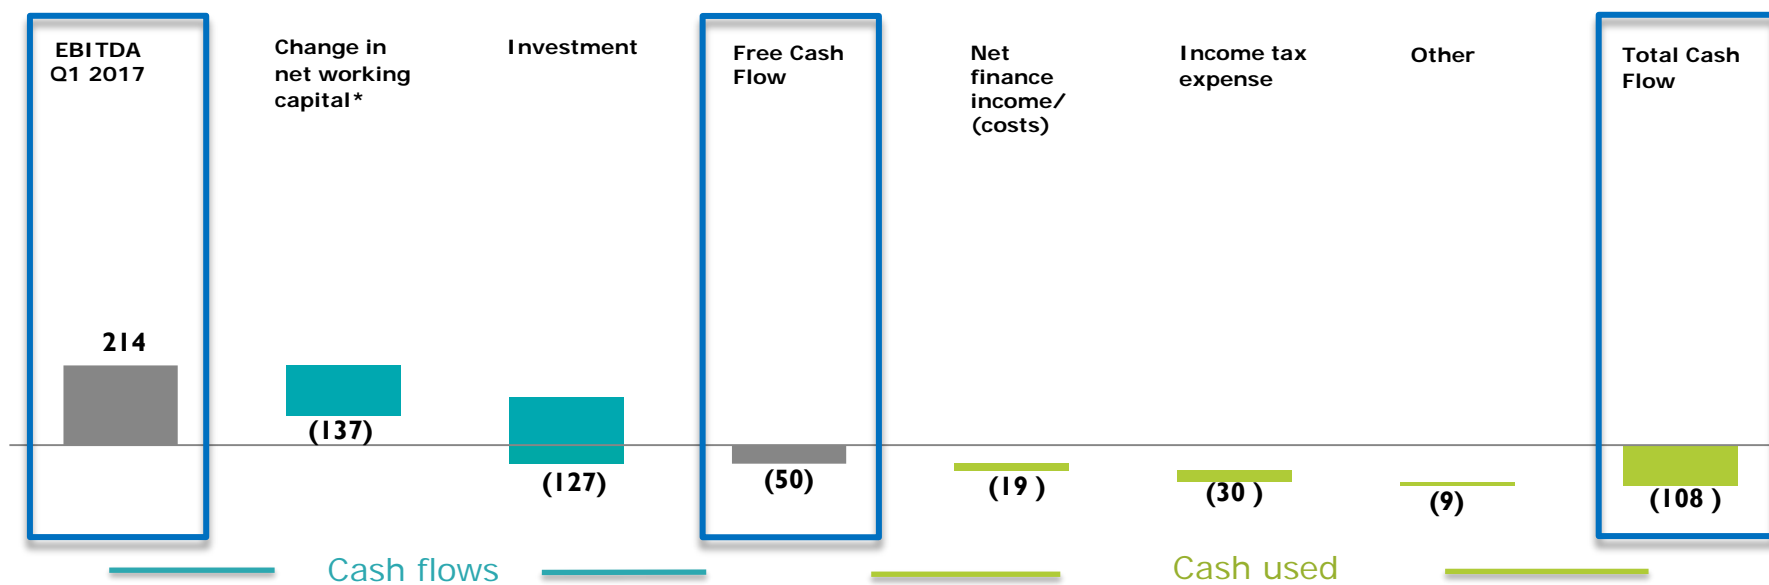 EBITDA
Q1 2017
Change in
net working
capital*
Investment
Free Cash
Flow
Net
finance
income/
(costs)
Income tax
expense
Other
Total Cash
Flow
214
(137)
(127)
(50)
(19 )
(30 )
(9)
(108 )
Cash flows
Cash used